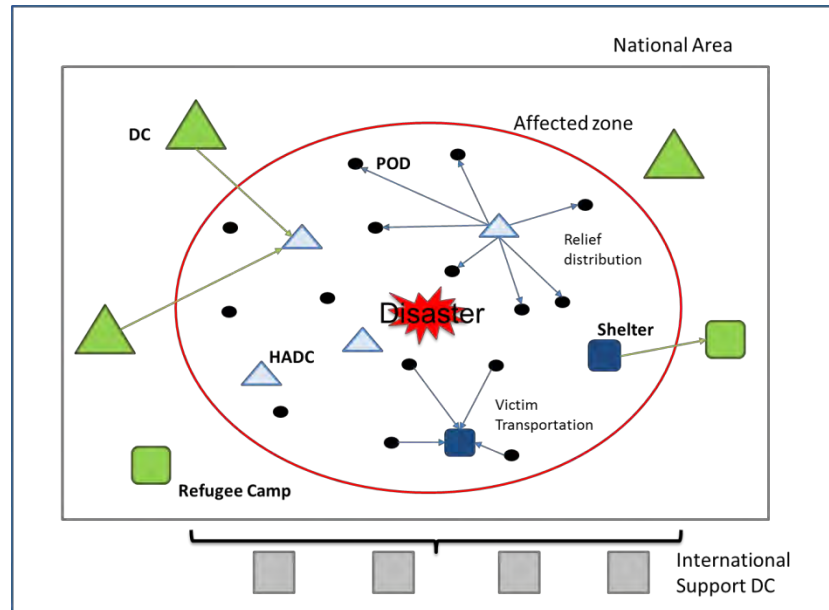 National Area
Affected zone
DC
POD
Relief
distribution
Disaster
Shelter
HADC
Victim
Transportation
Refugee Camp
International
Support DC